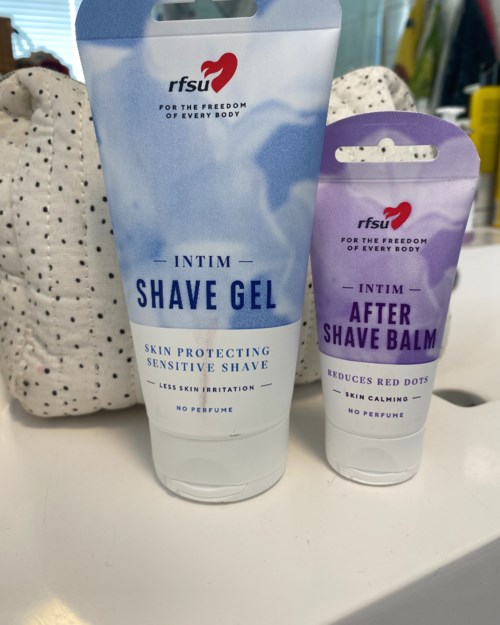 rfsu
FOR THE FREEDOM
OF EVERY BODY
INTIM
SHAVE GEL
SKIN PROTECTING
SENSITIVE SHAVE
LESS SKIN IRRITATION
NO PERFUME
rfsu
FOR THE FREEDOM
OF EVERY BODY
INTIM
AFTER
SHAVE BALM
REDUCES RED DOTS
SKIN CALMING
NO PERFUME